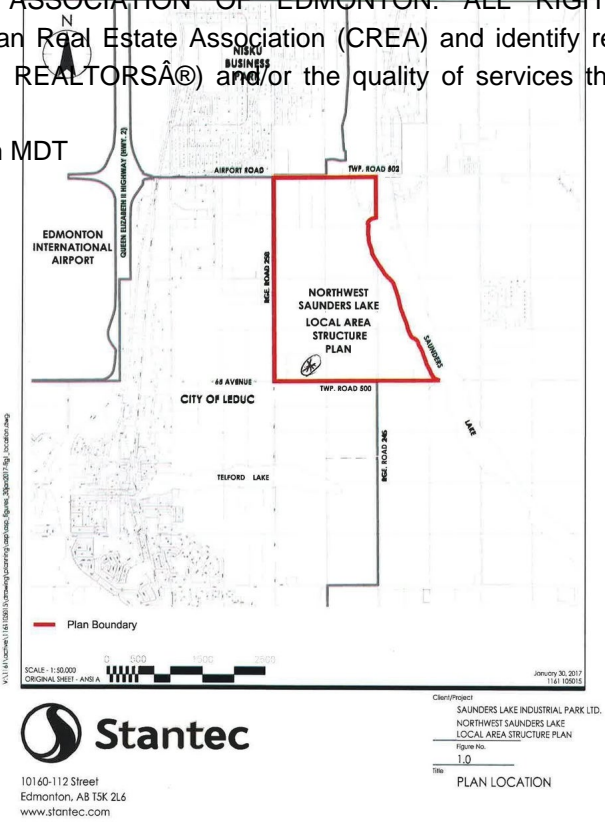 ASSOCIATION OF EDMONTON. ALL RIGHT
an Real Estate Association (CREA) and identify re
REALTORSÂ®) and/or the quality of services th
MDT
N
NISKU
BUSINESS
PARK
QUEEN ELIZABETH II HIGHWAY (HWY. 2)
AIRPORT ROAD
TWP. ROAD 502
EDMONTON
INTERNATIONAL
AIRPORT
RGE. ROAD 250
NORTHWEST
SAUNDERS LAKE
LOCAL AREA
STRUCTURE
PLAN
SAUNDERS
LAKE
65 AVENUE
TWP. ROAD 500
CITY OF LEDUC
RGE. ROAD 245
TELFORD LAKE
Plan Boundary
SCALE - 1:50,000
ORIGINAL SHEET - ANSI A
0 500 1500 2500
January 30, 2017
1161 105015
Stantec
10160-112 Street
Edmonton, AB T5K 2L6
www.stantec.com
Client/Project
SAUNDERS LAKE INDUSTRIAL PARK LTD.
NORTHWEST SAUNDERS LAKE
LOCAL AREA STRUCTURE PLAN
Figure No.
1.0
Title
PLAN LOCATION